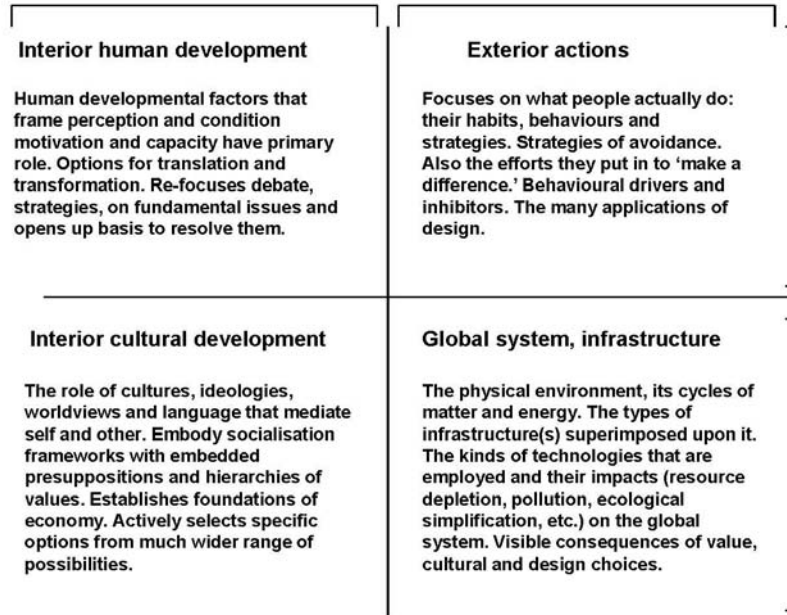 Interior human development
Human developmental factors that
frame perception and condition
motivation and capacity have primary
role. Options for translation and
transformation. Re-focuses debate,
strategies, on fundamental issues and
opens up basis to resolve them.
Exterior actions
Focuses on what people actually do:
their habits, behaviours and
strategies. Strategies of avoidance.
Also the efforts they put in to ‘make a
difference.’ Behavioural drivers and
inhibitors. The many applications of
design.
Interior cultural development
The role of cultures, ideologies,
worldviews and language that mediate
self and other. Embody socialisation
frameworks with embedded
presuppositions and hierarchies of
values. Establishes foundations of
economy. Actively selects specific
options from much wider range of
possibilities.
Global system, infrastructure
The physical environment, its cycles of
matter and energy. The types of
infrastructure(s) superimposed upon it.
The kinds of technologies that are
employed and their impacts (resource
depletion, pollution, ecological
simplification, etc.) on the global
system. Visible consequences of value,
cultural and design choices.